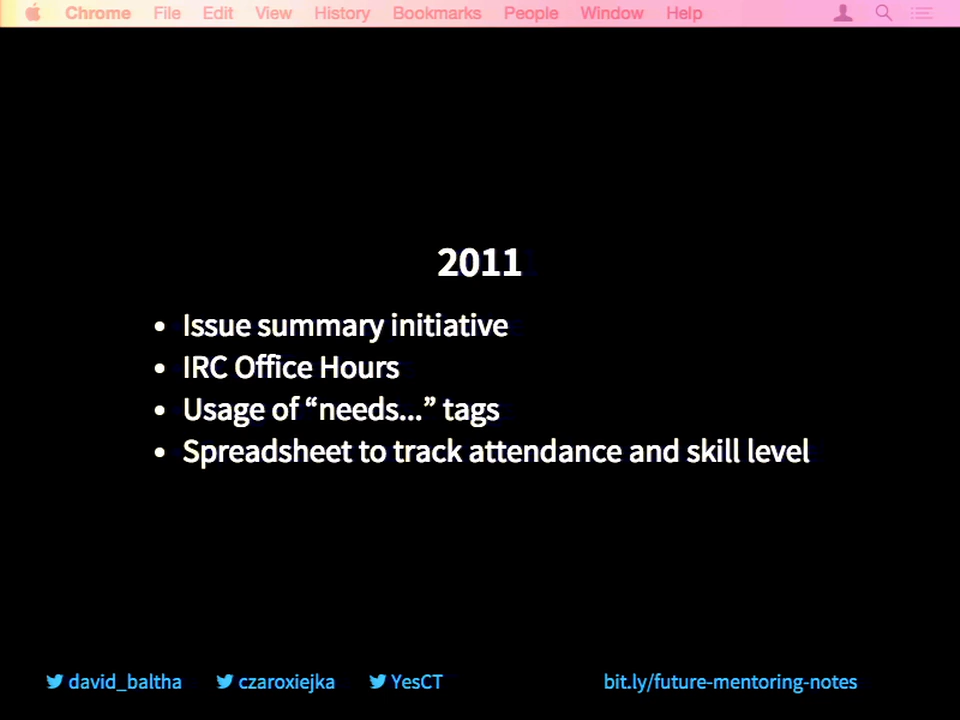 Chrome File Edit View History Bookmarks People Window Help
2011
• Issue summary initiative
• IRC Office Hours
• Usage of “needs...” tags
• Spreadsheet to track attendance and skill level
david_baltha czaroxiejka YesCT bit.ly/future-mentoring-notes